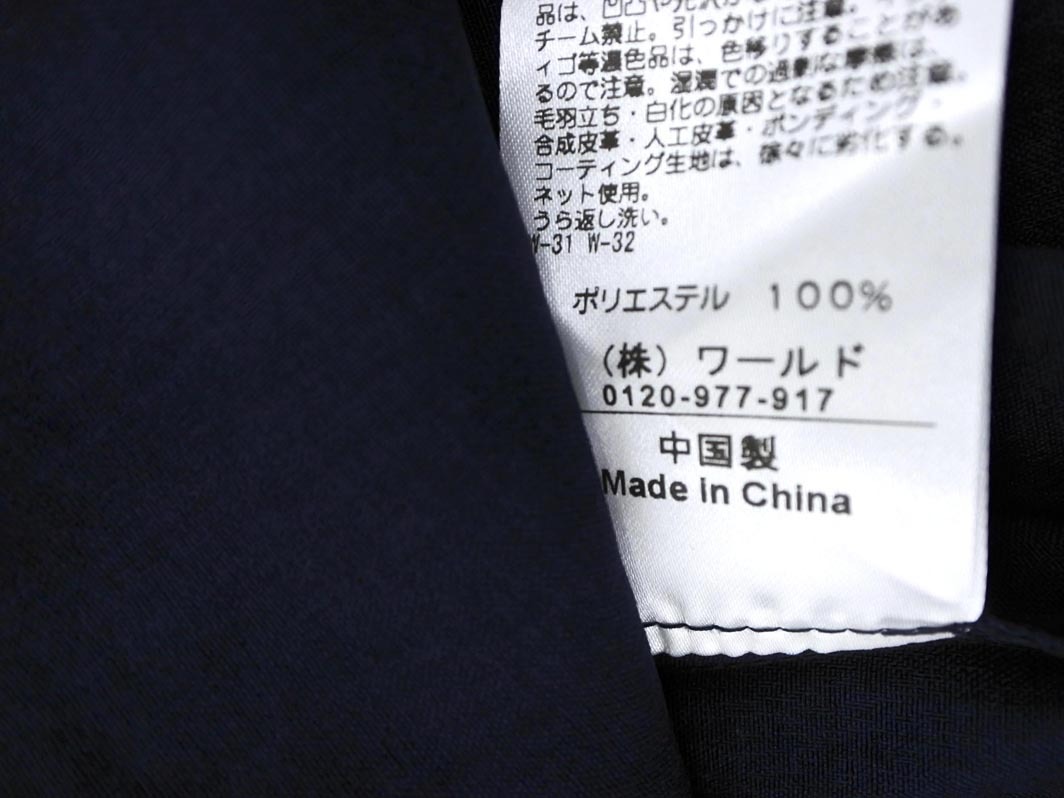 品は、凹凸や光沢が
チーム禁止。引っかけに注意。
ィゴ等濃色品は、色移りすることがあ
るので注意。湿潤での過剰な摩擦は、
毛羽立ち・白化の原因となるため注意。
合成皮革・人工皮革・ボンディング・
コーティング生地は、徐々に劣化する。
ネット使用。
うら返し洗い。
W-31 W-32
ポリエステル 100%
(株) ワールド
0120-977-917
中国製
Made in China